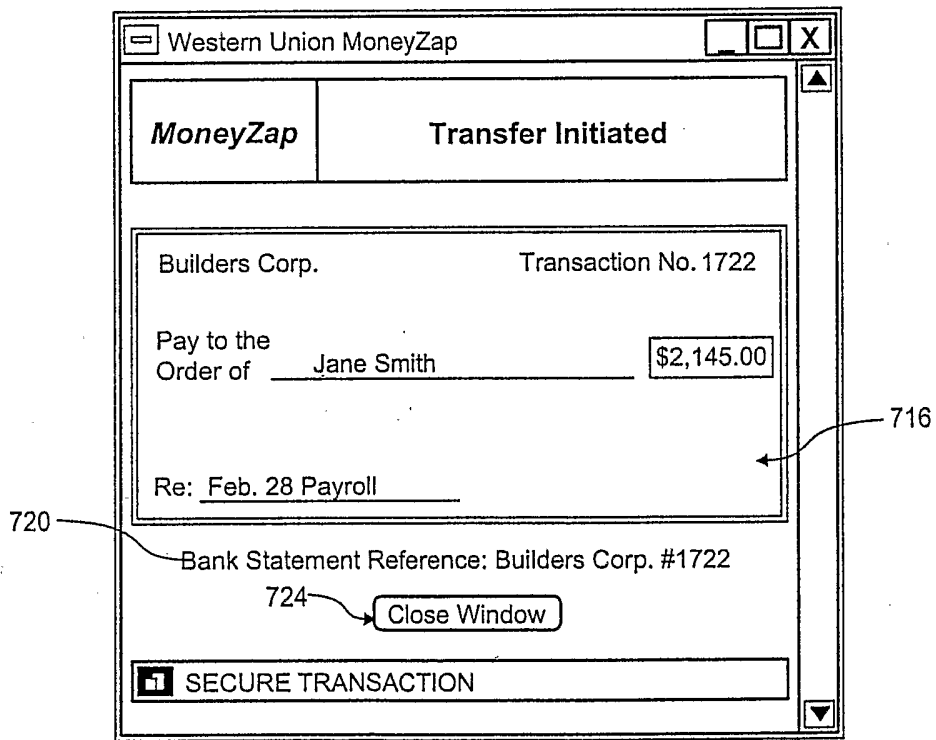 Western Union MoneyZap
_ X
MoneyZap
Transfer Initiated
Builders Corp. Transaction No. 1722
Pay to the
Order of Jane Smith $2,145.00
716
Re: Feb. 28 Payroll
720
Bank Statement Reference: Builders Corp. #1722
724
Close Window
SECURE TRANSACTION